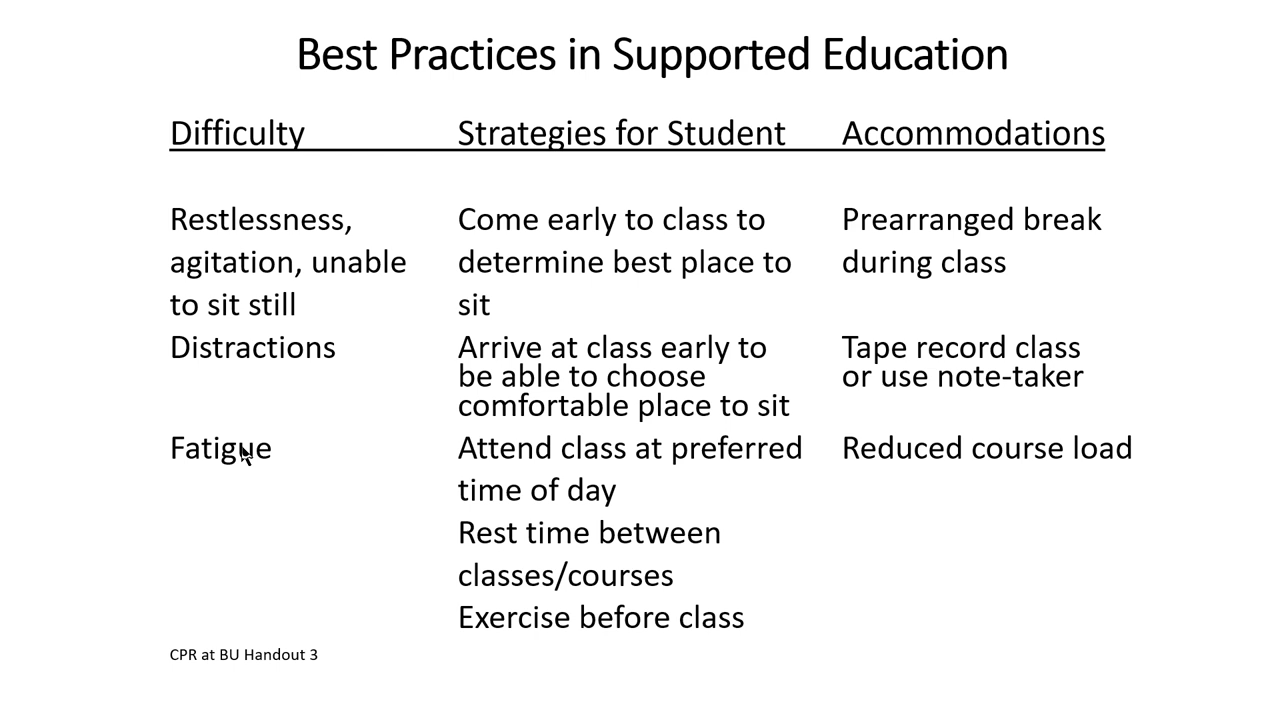 Best Practices in Supported Education
Difficulty Strategies for Student Accommodations
Restlessness, Come early to class to Prearranged break
agitation, unable determine best place to during class
to sit still sit
Distractions Arrive at class early to Tape record class
be able to choose or use note-taker
comfortable place to sit
Fatigue Attend class at preferred Reduced course load
time of day
Rest time between
classes/courses
Exercise before class
CPR at BU Handout 3